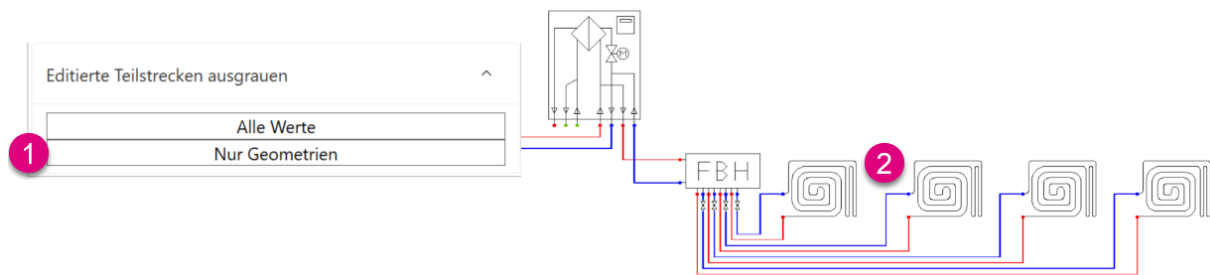 Editierte Teilstrecken ausgrauen
Alle Werte
1
Nur Geometrien
M
FBH
2